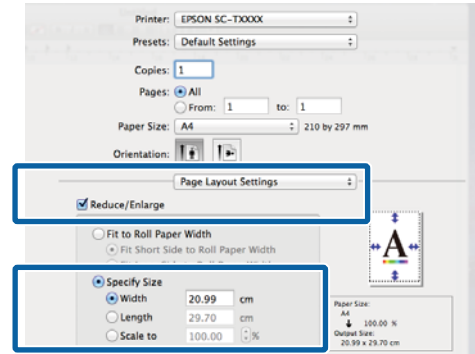 Printer: EPSON SC-TXXXX
Presets: Default Settings
Copies: 1
Pages: All
From: 1 to: 1
Paper Size: A4 210 by 297 mm
Orientation:
Page Layout Settings
Reduce/Enlarge
Fit to Roll Paper Width
Fit Short Side to Roll Paper Width
Specify Size
Width 20.99 cm
Length 29.70 cm
Scale to 100.00 %
A
Paper Size:
A4
100.00 %
Output Size:
20.99 x 29.70 cm